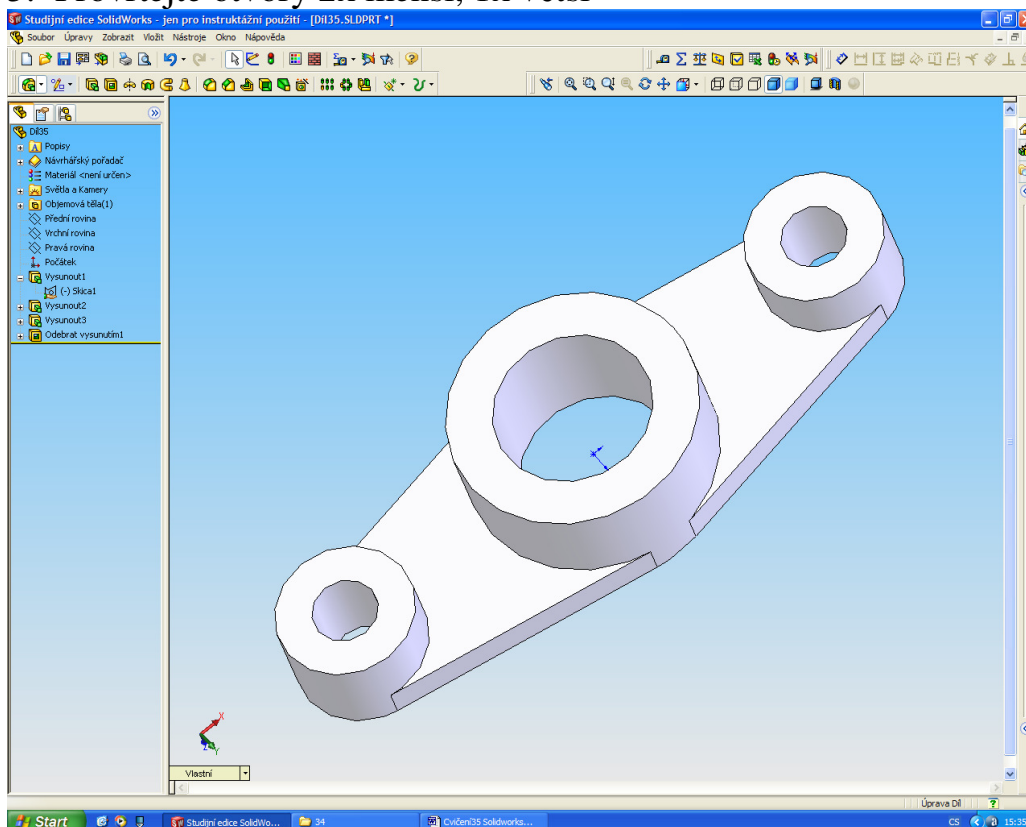 Studijní edice SolidWorks - jen pro instruktážní použití - [Díl35.SLDPRT *]
Soubor Úpravy Zobrazit Vložit Nástroje Okno Nápověda
Díl35
Popisy
Návrhářský pořadač
Materiál <není určen>
Světla a Kamery
Objemová těla(1)
Přední rovina
Vrchní rovina
Pravá rovina
Počátek
Vysunout1
(-) Skica1
Vysunout2
Vysunout3
Odebrat vysunutím1
X
Y
Z
Vlastní
Úprava Díl
Start
Studijní edice SolidWo...
34
Cvičení35 Solidworks...
CS
15:35